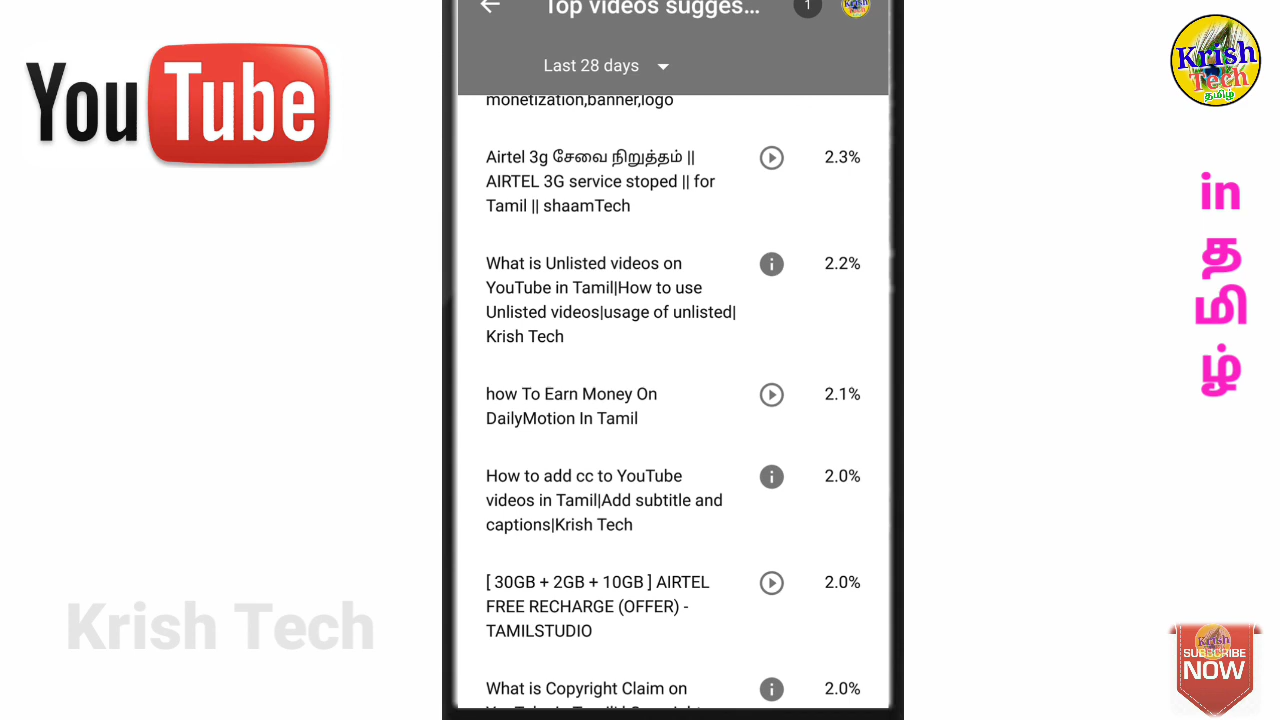 YouTube
Top videos sugges...
1
Last 28 days
monetization,banner,logo
Airtel 3g சேவை நிறுத்தம் ||
AIRTEL 3G service stoped || for
Tamil || shaamTech
2.3%
What is Unlisted videos on
YouTube in Tamil|How to use
Unlisted videos|usage of unlisted|
Krish Tech
2.2%
how To Earn Money On
DailyMotion In Tamil
2.1%
How to add cc to YouTube
videos in Tamil|Add subtitle and
captions|Krish Tech
2.0%
[ 30GB + 2GB + 10GB ] AIRTEL
FREE RECHARGE (OFFER) -
TAMILSTUDIO
2.0%
What is Copyright Claim on
2.0%
Krish Tech
Krish
4
Tech
தமிழ்
in
த
மி
ழ்
Krish
SUBSCRIBE
NOW